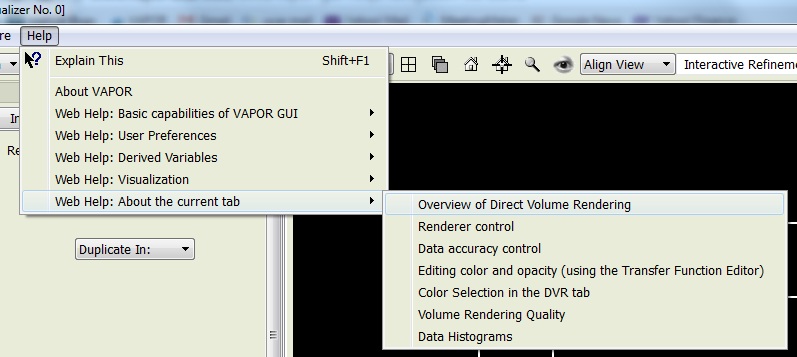 alizer No. 0]
re Help
Explain This Shift+F1
Align View Interactive Refinem
About VAPOR
Web Help: Basic capabilities of VAPOR GUI
In
Web Help: User Preferences
Re
Web Help: Derived Variables
Web Help: Visualization
Web Help: About the current tab
Overview of Direct Volume Rendering
Renderer control
Duplicate In:
Data accuracy control
Editing color and opacity (using the Transfer Function Editor)
Color Selection in the DVR tab
Volume Rendering Quality
Data Histograms